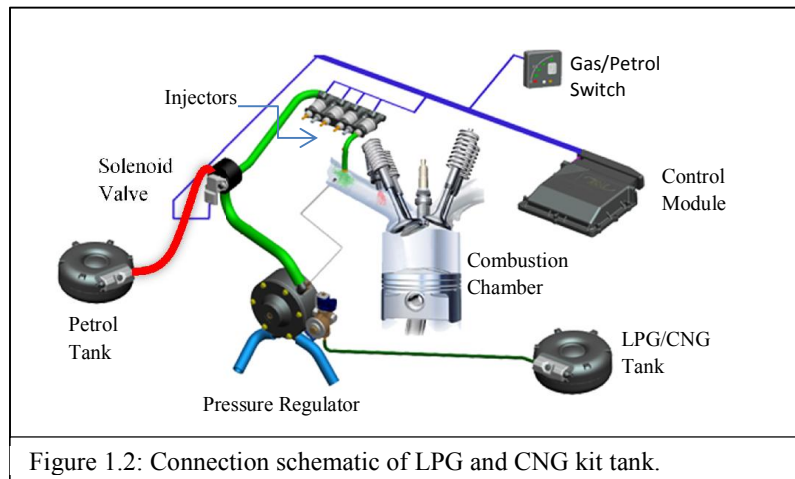 Gas/Petrol
Switch
Injectors
Solenoid
Valve
Control
Module
Combustion
Chamber
Petrol
Tank
LPG/CNG
Tank
Pressure Regulator
Figure 1.2: Connection schematic of LPG and CNG kit tank.